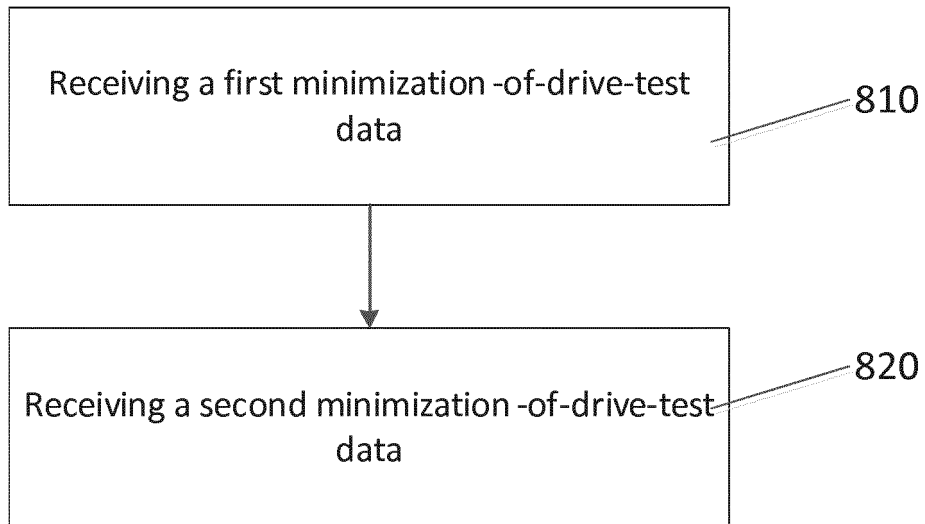 Receiving a first minimization -of-drive-test
data
810
Receiving a second minimization -of-drive-test
data
820